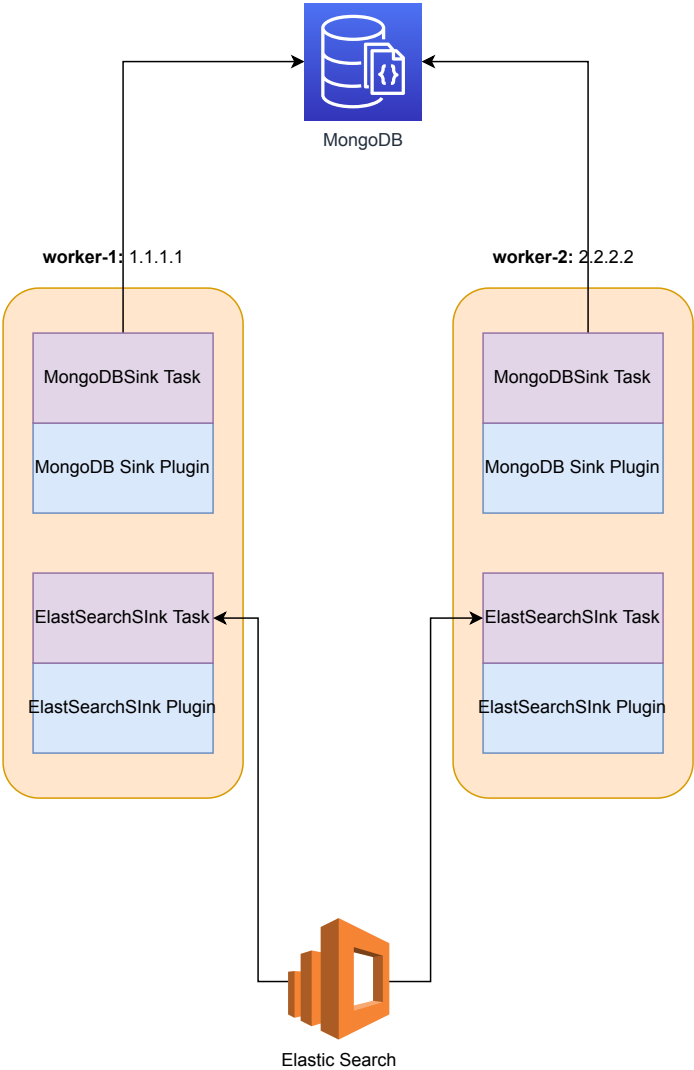 MongoDB
worker-1: 1.1.1.1
worker-2: 2.2.2.2
MongoDBSink Task
MongoDB Sink Plugin
ElastSearchSInk Task
ElastSearchSInk Plugin
MongoDBSink Task
MongoDB Sink Plugin
ElastSearchSInk Task
ElastSearchSInk Plugin
Elastic Search